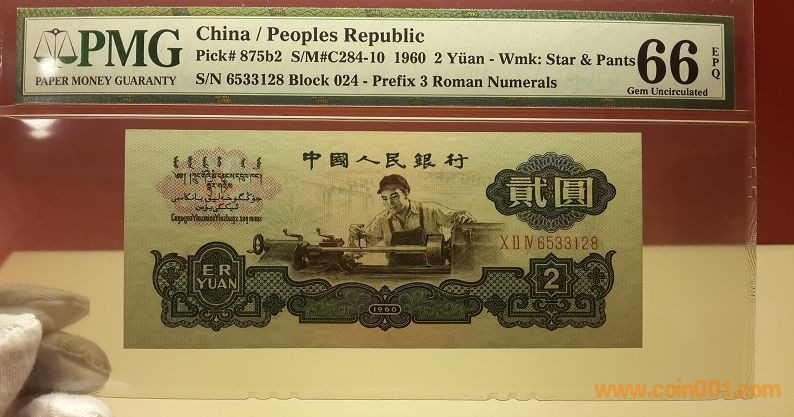 PMG
PAPER MONEY GUARANTY
China / Peoples Republic
Pick# 875b2 S/M#C284-10 1960 2 Yüan - Wmk: Star & Pants
S/N 6533128 Block 024 - Prefix 3 Roman Numerals
66
EPQ
Gem Uncirculated
中國人民銀行
貳圓
XⅡⅣ6533128
ER
YUAN
2
1960
www.coin001.com